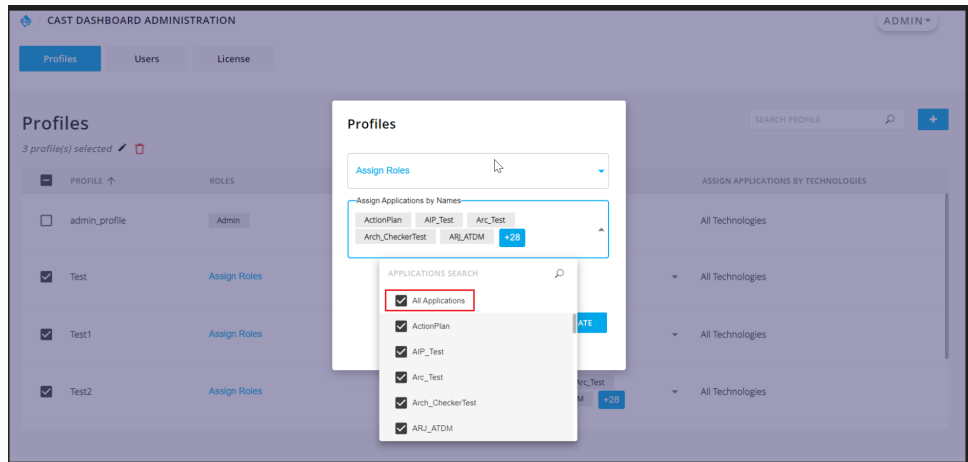 CAST DASHBOARD ADMINISTRATION
ADMIN
Profiles Users License
Profiles
SEARCH PROFILE
+
3 profile(s) selected
PROFILE ROLES ASSIGN APPLICATIONS BY TECHNOLOGIES
admin_profile Admin All Technologies
Test Assign Roles All Technologies
Test1 Assign Roles All Technologies
Test2 Assign Roles All Technologies
Arc_Test
M +28
Profiles
Assign Roles
Assign Applications by Names
ActionPlan AIP_Test Arc_Test
Arch_CheckerTest ARJ_ATDM +28
ATE
APPLICATIONS SEARCH
All Applications
ActionPlan
AIP_Test
Arc_Test
Arch_CheckerTest
ARJ_ATDM